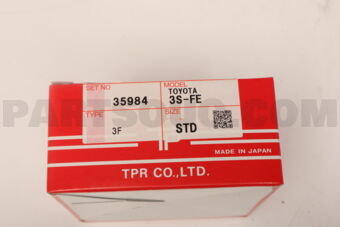 SET NO MODEL
35984 TOYOTA
3S-FE
TYPE SIZE
3F STD
MADE IN JAPAN
TPR CO.,LTD.